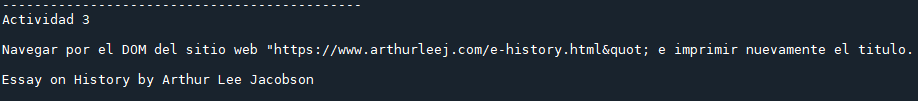 ---------------------------------------------
Actividad 3
Navegar por el DOM del sitio web "https://www.arthurleej.com/e-history.html&quot; e imprimir nuevamente el titulo.
Essay on History by Arthur Lee Jacobson